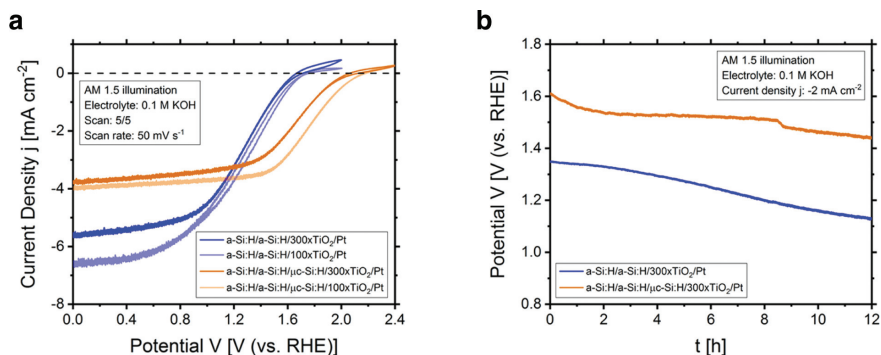 a
b
AM 1.5 illumination
Electrolyte: 0.1 M KOH
Scan: 5/5
Scan rate: 50 mV s⁻¹
a-Si:H/a-Si:H/300xTiO₂/Pt
a-Si:H/a-Si:H/100xTiO₂/Pt
a-Si:H/a-Si:H/μc-Si:H/300xTiO₂/Pt
a-Si:H/a-Si:H/μc-Si:H/100xTiO₂/Pt
Current Density j [mA cm⁻²]
0
-2
-4
-6
-8
0.0 0.4 0.8 1.2 1.6 2.0 2.4
Potential V [V (vs. RHE)]
AM 1.5 illumination
Electrolyte: 0.1 M KOH
Current density j: -2 mA cm⁻²
a-Si:H/a-Si:H/300xTiO₂/Pt
a-Si:H/a-Si:H/μc-Si:H/300xTiO₂/Pt
Potential V [V (vs. RHE)]
1.8
1.6
1.4
1.2
1.0
0.8
0 2 4 6 8 10 12
t [h]